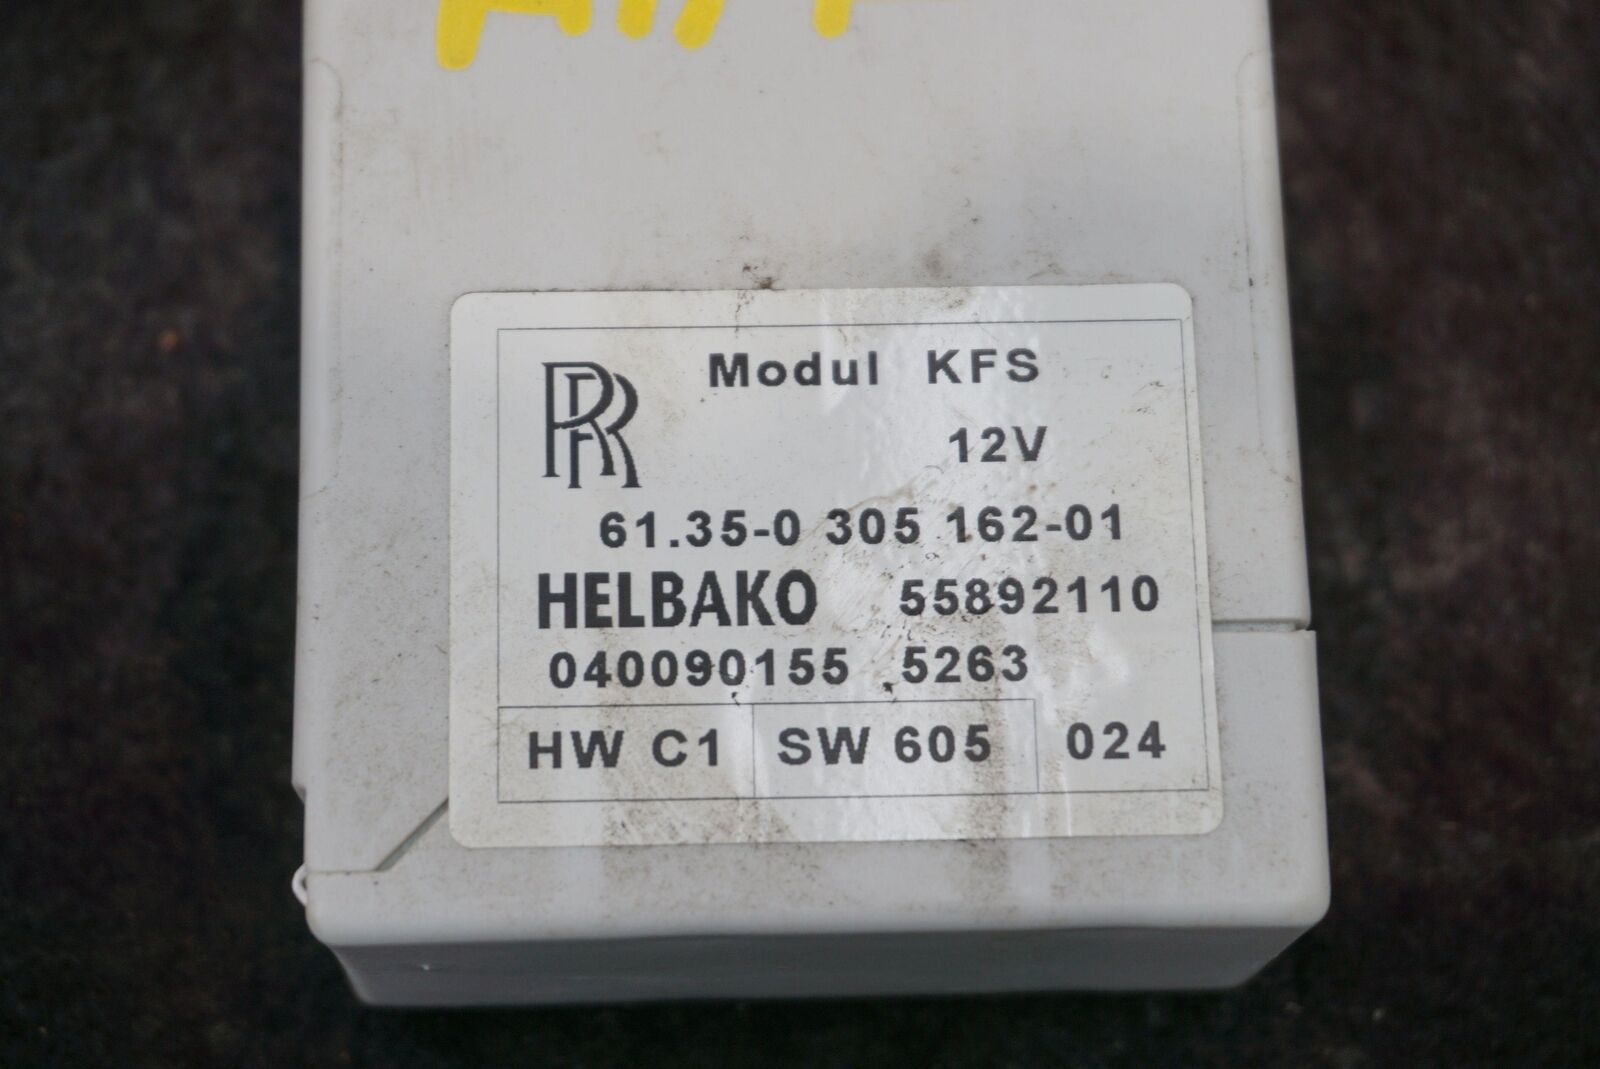 RR Modul KFS
12V
61.35-0 305 162-01
HELBAKO 55892110
040090155 5263
HW C1 SW 605 024